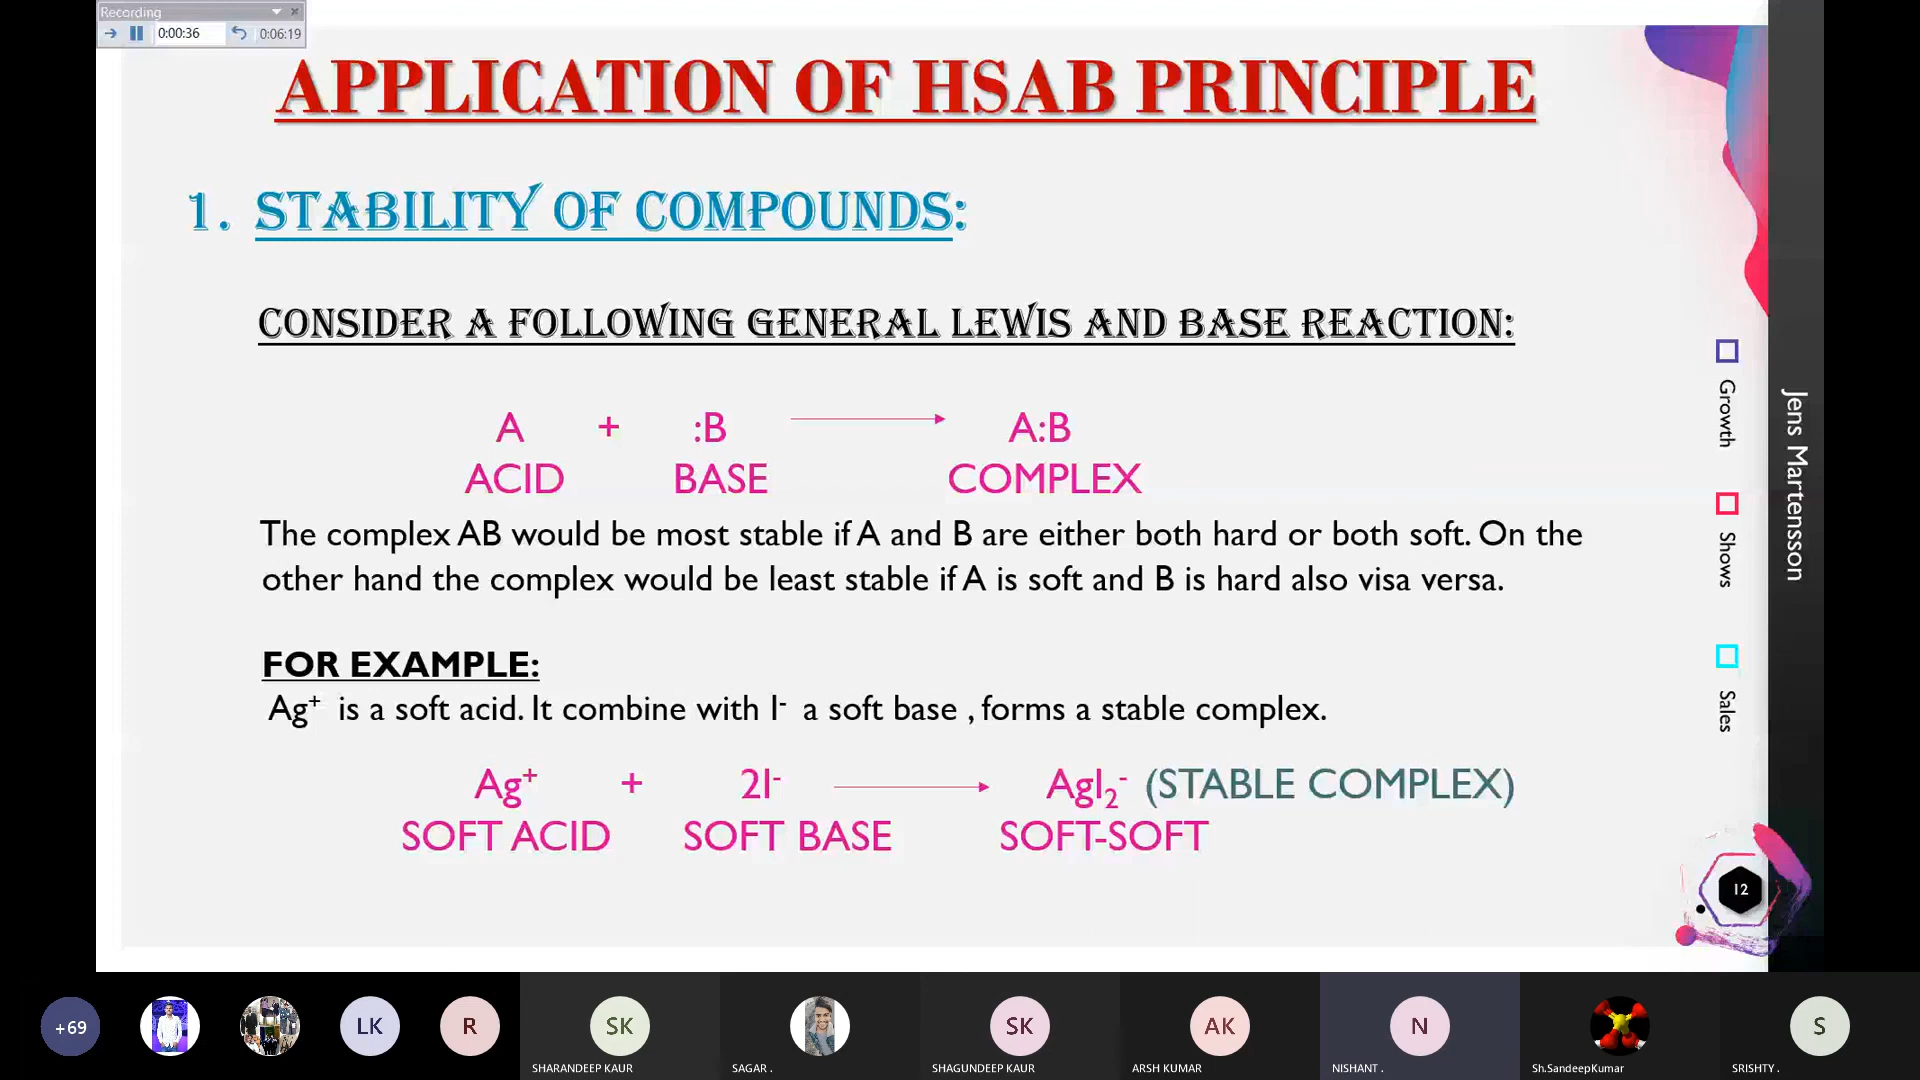 Recording
0:00:36 0:06:19
APPLICATION OF HSAB PRINCIPLE
1. STABILITY OF COMPOUNDS:
CONSIDER A FOLLOWING GENERAL LEWIS AND BASE REACTION:
A + :B A:B
ACID BASE COMPLEX
The complex AB would be most stable if A and B are either both hard or both soft. On the
other hand the complex would be least stable if A is soft and B is hard also visa versa.
FOR EXAMPLE:
Ag⁺ is a soft acid. It combine with I⁻ a soft base , forms a stable complex.
Ag⁺ + 2I⁻ AgI₂⁻ (STABLE COMPLEX)
SOFT ACID SOFT BASE SOFT-SOFT
Growth
Shows
Sales
Jens Martensson
12
+69
LK
R
SK
SHARANDEEP KAUR
SAGAR .
SK
SHAGUNDEEP KAUR
AK
ARSH KUMAR
N
NISHANT .
Sh.SandeepKumar
S
SRISHTY .